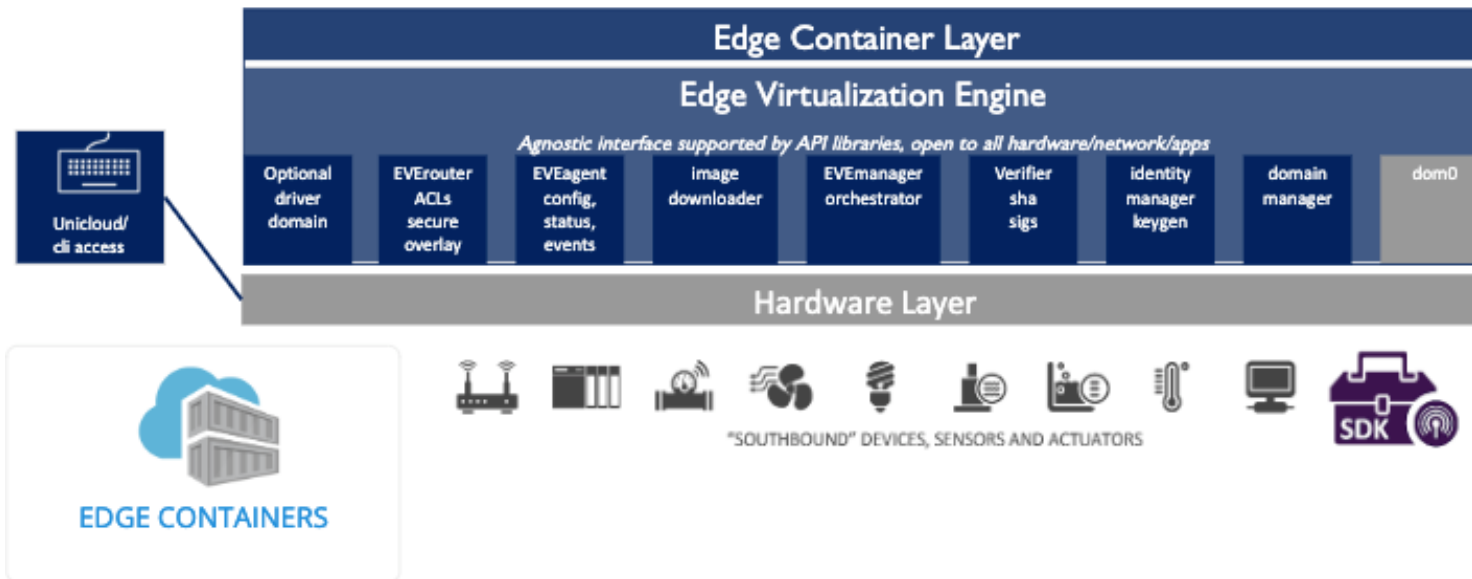 Edge Container Layer
Edge Virtualization Engine
Agnostic interface supported by API libraries, open to all hardware/network/apps
Unicloud/
cli access
Optional
driver
domain
EVErouter
ACLs
secure
overlay
EVEagent
config,
status,
events
image
downloader
EVEmanager
orchestrator
Verifier
sha
sigs
identity
manager
keygen
domain
manager
dom0
Hardware Layer
"SOUTHBOUND" DEVICES, SENSORS AND ACTUATORS
SDK
EDGE CONTAINERS